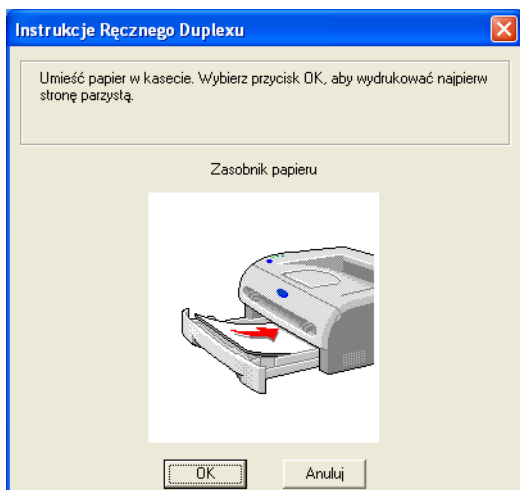 Instrukcje Ręcznego Duplexu
Umieść papier w kasecie. Wybierz przycisk OK, aby wydrukować najpierw
stronę parzystą.
Zasobnik papieru
OK
Anuluj